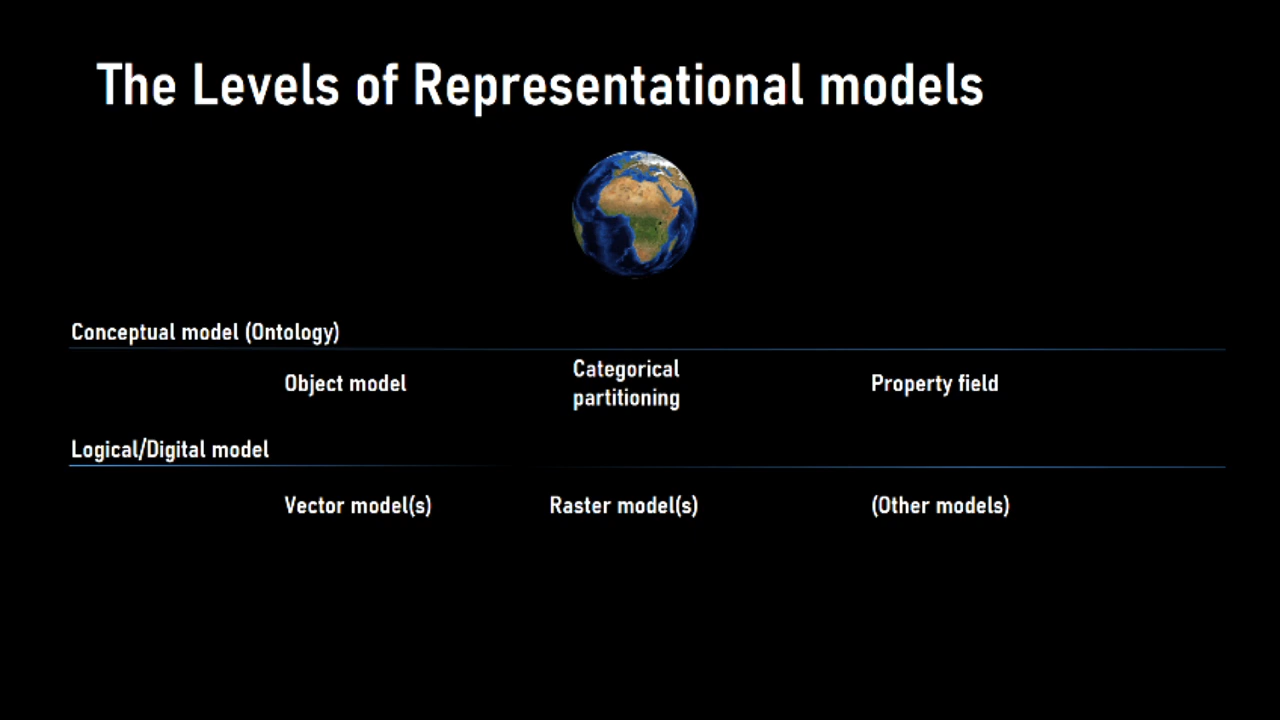 The Levels of Representational models
Conceptual model (Ontology)
Object model
Categorical
partitioning
Property field
Logical/Digital model
Vector model(s)
Raster model(s)
(Other models)